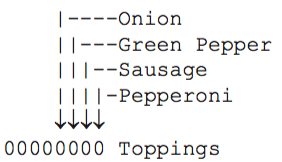 |----Onion
||---Green Pepper
|||--Sausage
||||-Pepperoni
↓↓↓↓
00000000 Toppings